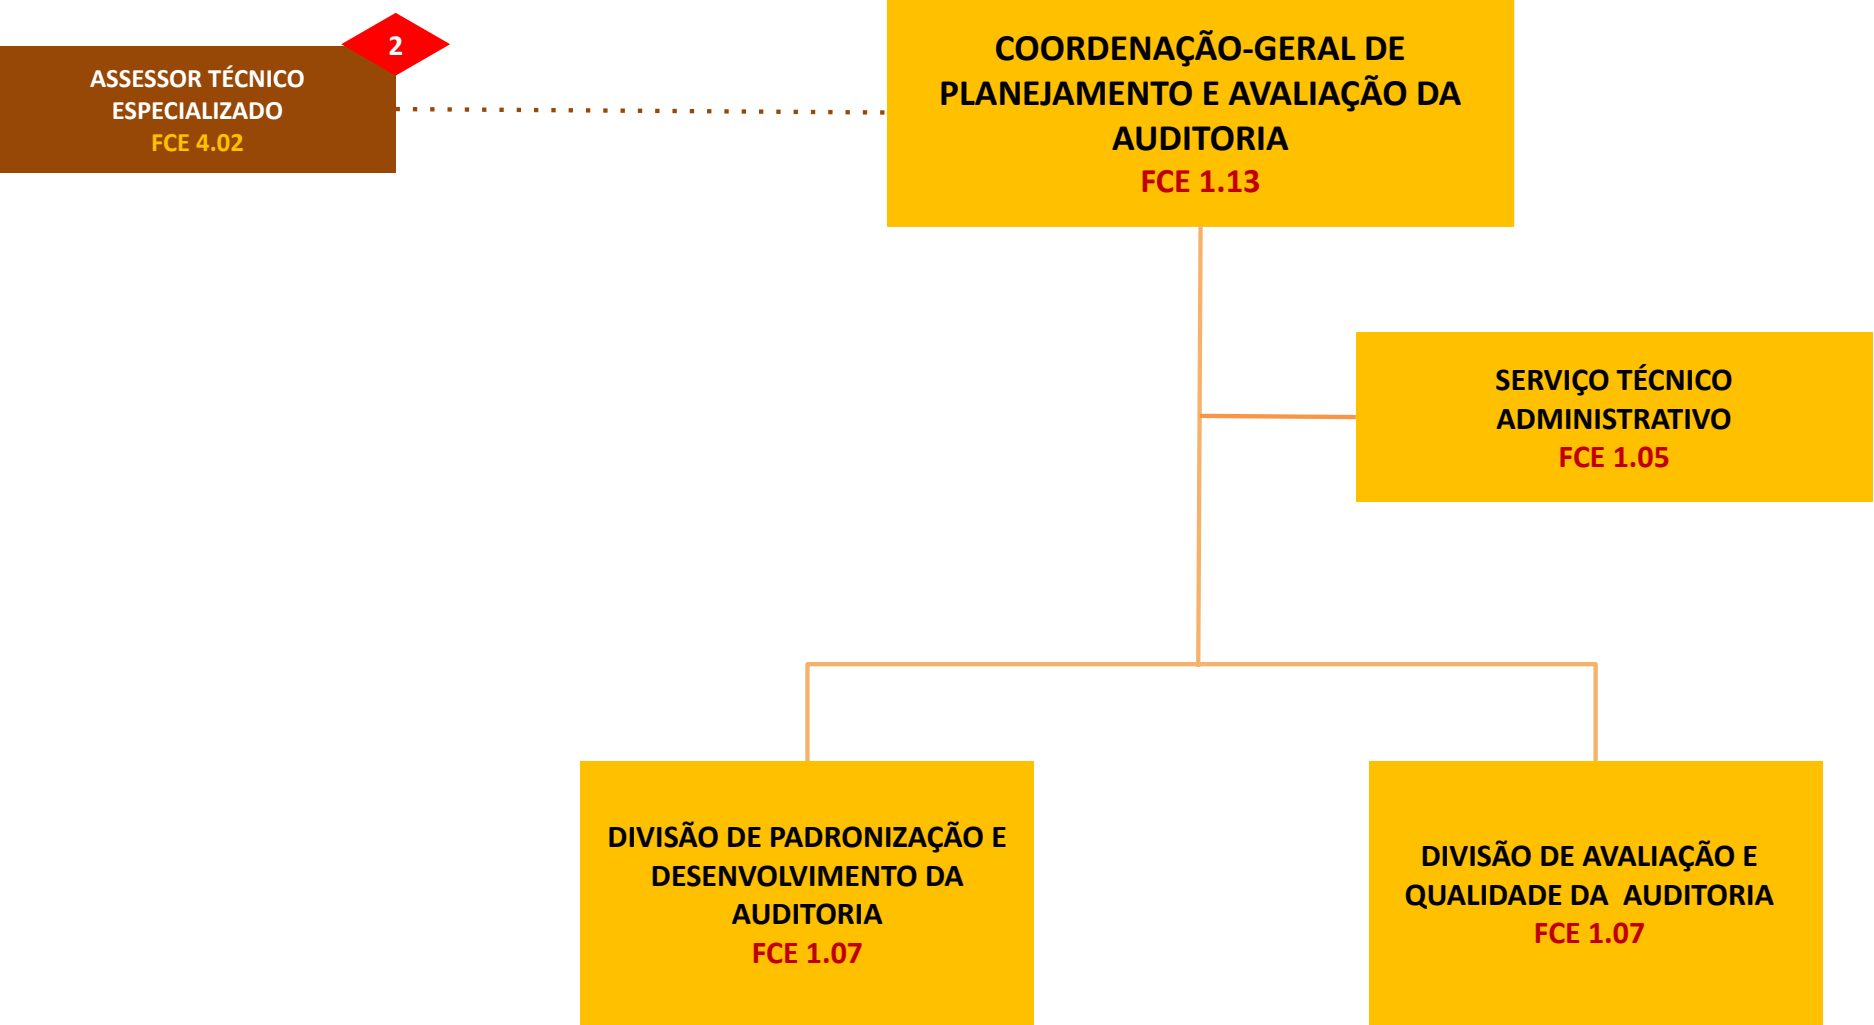 2
ASSESSOR TÉCNICO
ESPECIALIZADO
FCE 4.02
COORDENAÇÃO-GERAL DE
PLANEJAMENTO E AVALIAÇÃO DA
AUDITORIA
FCE 1.13
SERVIÇO TÉCNICO
ADMINISTRATIVO
FCE 1.05
DIVISÃO DE PADRONIZAÇÃO E
DESENVOLVIMENTO DA
AUDITORIA
FCE 1.07
DIVISÃO DE AVALIAÇÃO E
QUALIDADE DA  AUDITORIA
FCE 1.07